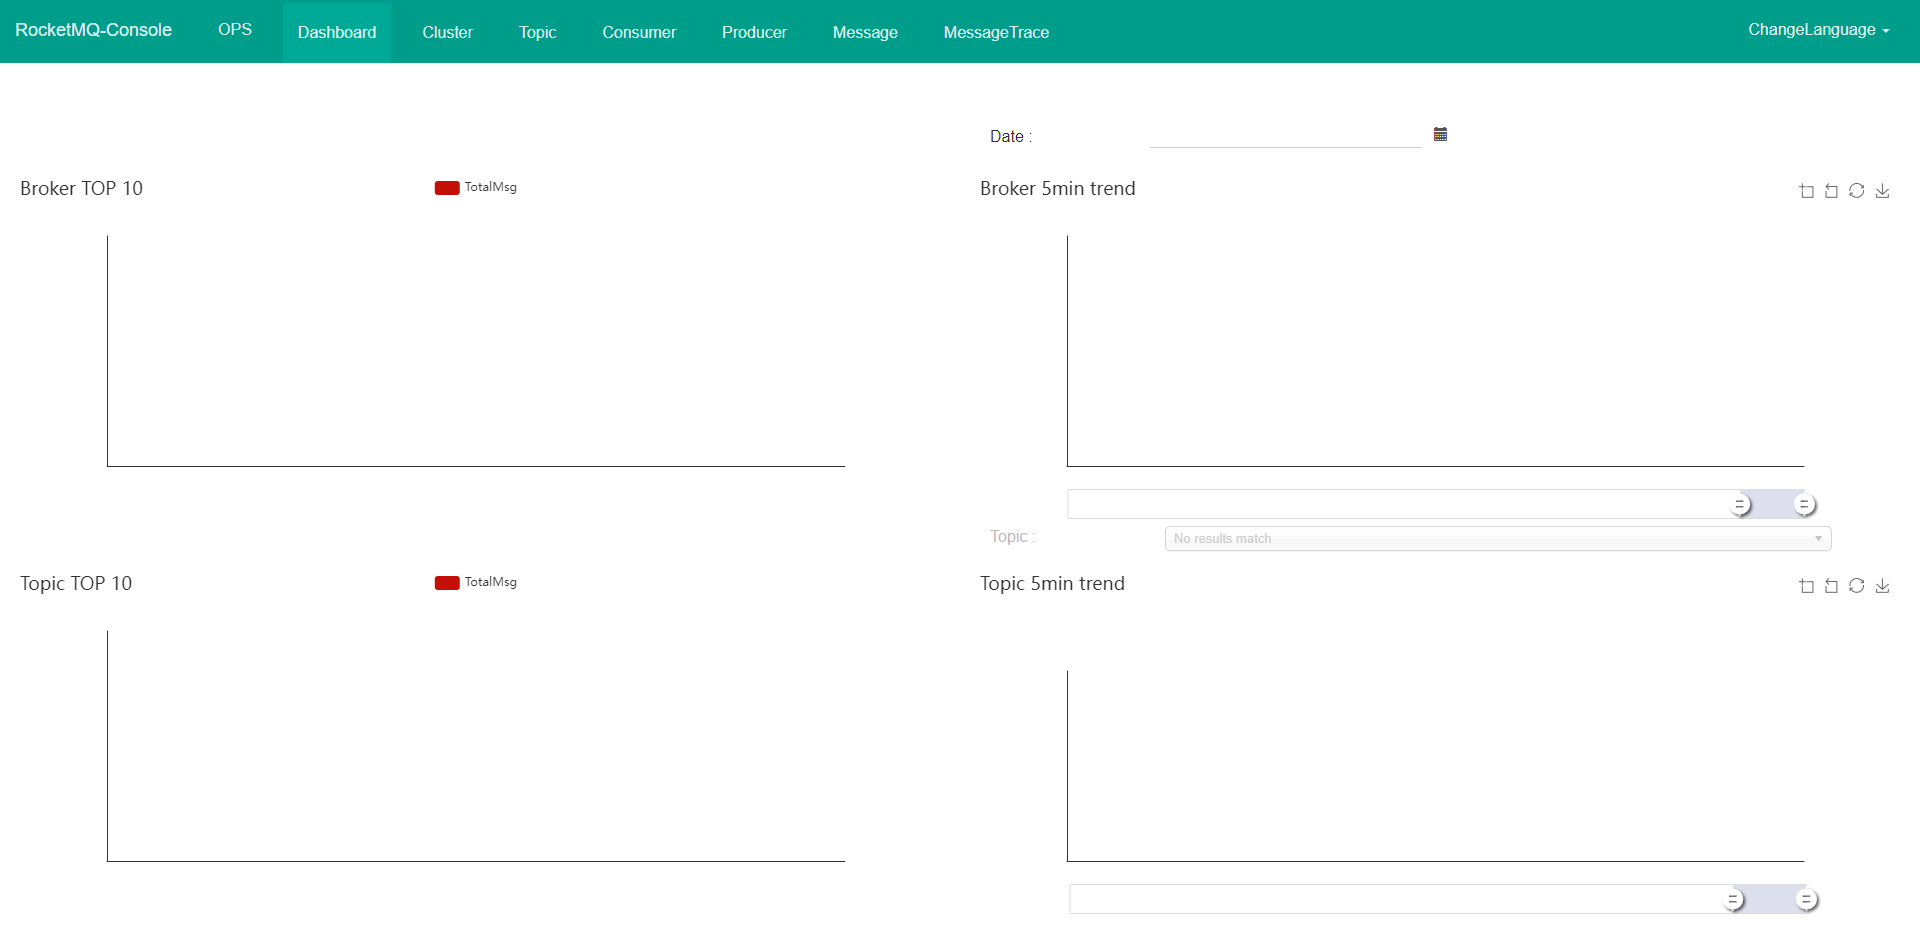 RocketMQ-Console OPS Dashboard Cluster Topic Consumer Producer Message MessageTrace ChangeLanguage
Date :
Broker TOP 10 TotalMsg Broker 5min trend
Topic : No results match
Topic TOP 10 TotalMsg Topic 5min trend